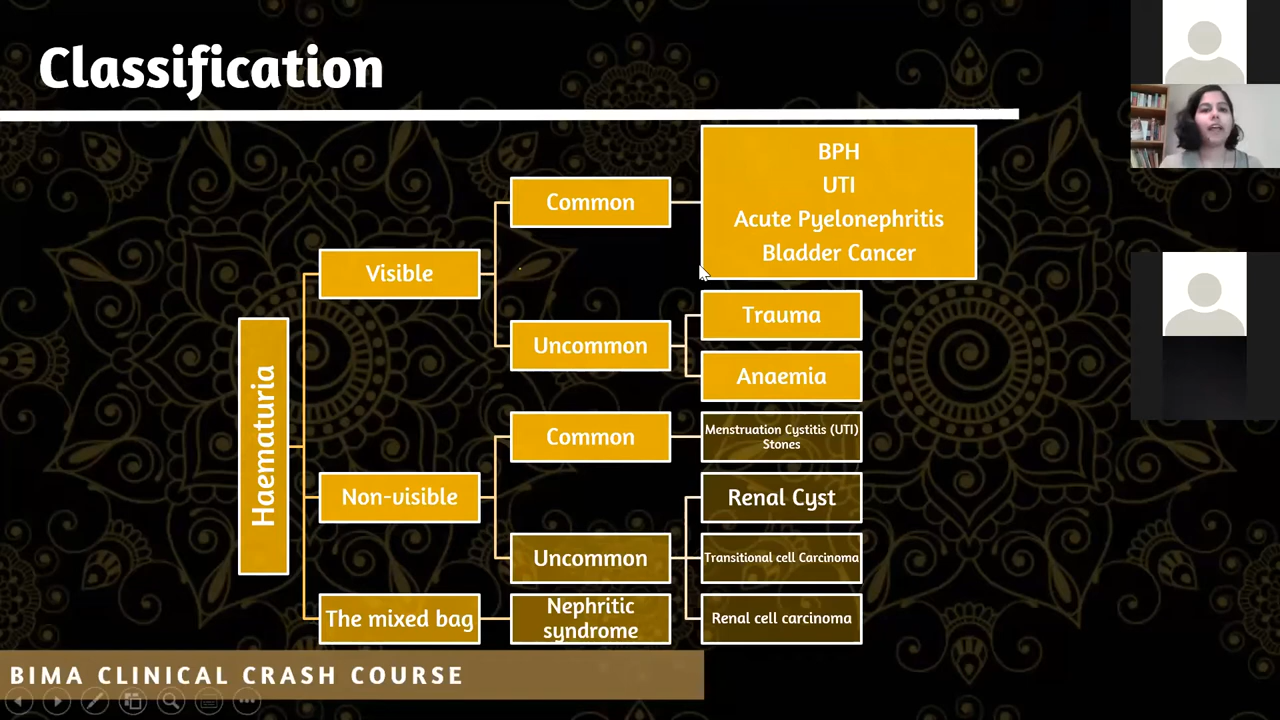 Classification
BPH
UTI
Acute Pyelonephritis
Bladder Cancer
Common
Visible
Uncommon
Trauma
Anaemia
Haematuria
Common
Menstruation Cystitis (UTI)
Stones
Non-visible
Renal Cyst
Uncommon
Transitional cell Carcinoma
The mixed bag
Nephritic
syndrome
Renal cell carcinoma
BIMA CLINICAL CRASH COURSE